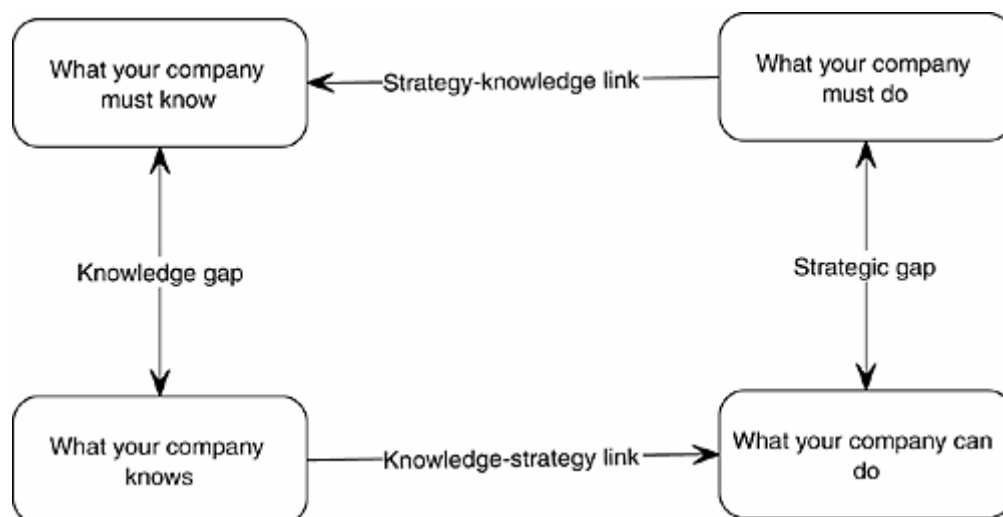 What your company
must know
Strategy-knowledge link
What your company
must do
Knowledge gap
Strategic gap
What your company
knows
Knowledge-strategy link
What your company can
do